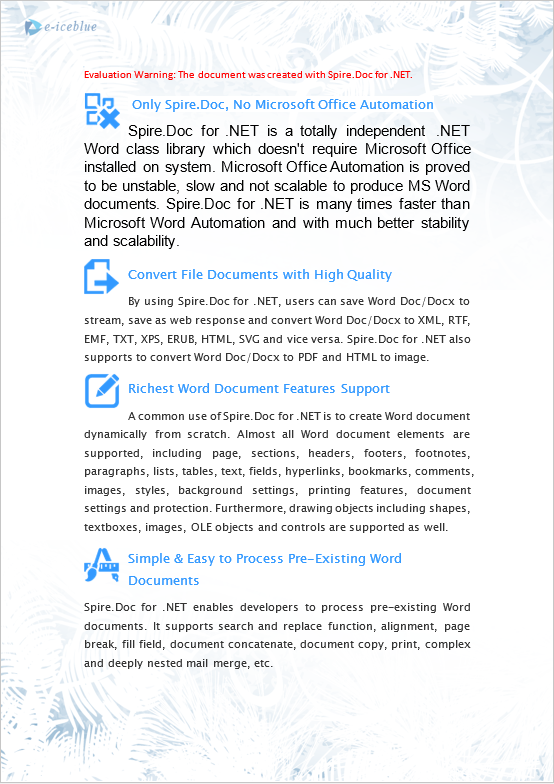 e-iceblue
Evaluation Warning: The document was created with Spire.Doc for .NET.
Only Spire.Doc, No Microsoft Office Automation
Spire.Doc for .NET is a totally independent .NET
Word class library which doesn't require Microsoft Office
installed on system. Microsoft Office Automation is proved
to be unstable, slow and not scalable to produce MS Word
documents. Spire.Doc for .NET is many times faster than
Microsoft Word Automation and with much better stability
and scalability.
Convert File Documents with High Quality
By using Spire.Doc for .NET, users can save Word Doc/Docx to
stream, save as web response and convert Word Doc/Docx to XML, RTF,
EMF, TXT, XPS, ERUB, HTML, SVG and vice versa. Spire.Doc for .NET also
supports to convert Word Doc/Docx to PDF and HTML to image.
Richest Word Document Features Support
A common use of Spire.Doc for .NET is to create Word document
dynamically from scratch. Almost all Word document elements are
supported, including page, sections, headers, footers, footnotes,
paragraphs, lists, tables, text, fields, hyperlinks, bookmarks, comments,
images, styles, background settings, printing features, document
settings and protection. Furthermore, drawing objects including shapes,
textboxes, images, OLE objects and controls are supported as well.
Simple & Easy to Process Pre-Existing Word
Documents
Spire.Doc for .NET enables developers to process pre-existing Word
documents. It supports search and replace function, alignment, page
break, fill field, document concatenate, document copy, print, complex
and deeply nested mail merge, etc.